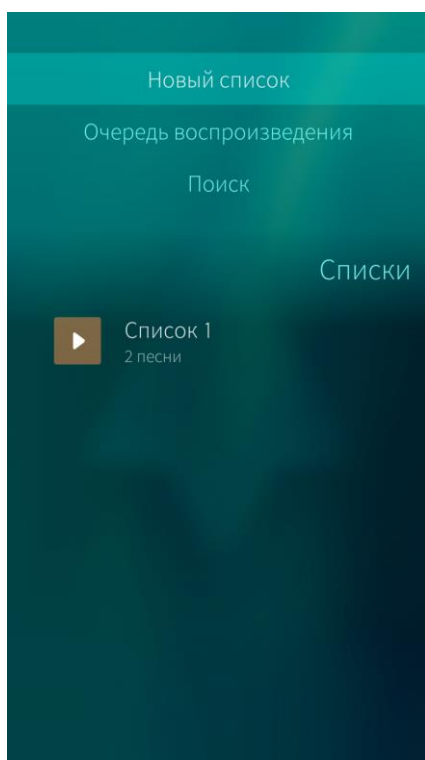 Новый список
Очередь воспроизведения
Поиск
Списки
Список 1
2 песни